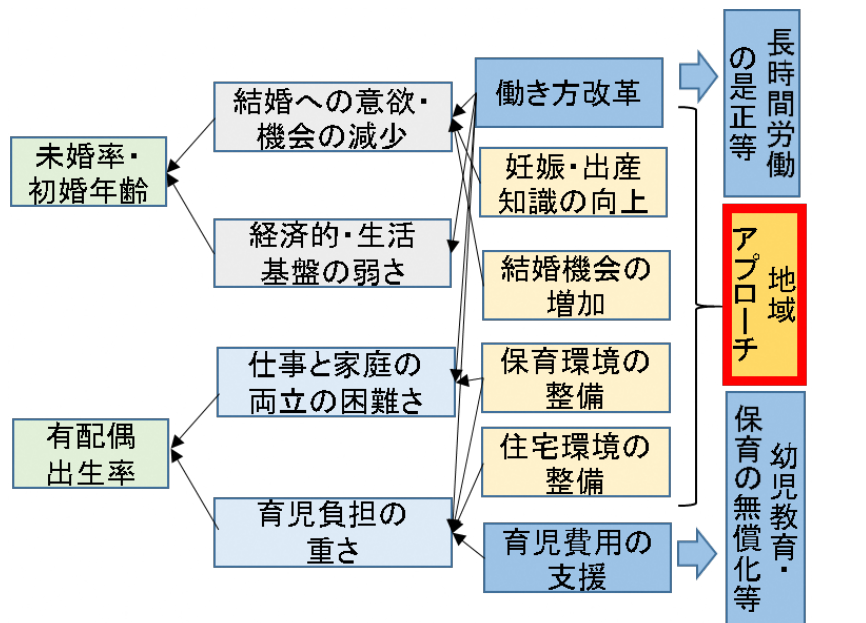 未婚率・
初婚年齢
有配偶
出生率
結婚への意欲・
機会の減少
経済的・生活
基盤の弱さ
仕事と家庭の
両立の困難さ
育児負担の
重さ
働き方改革
妊娠・出産
知識の向上
結婚機会の
増加
保育環境の
整備
住宅環境の
整備
育児費用の
支援
長時間労働
の是正等
地域
アプローチ
幼児教育・
保育の無償化等